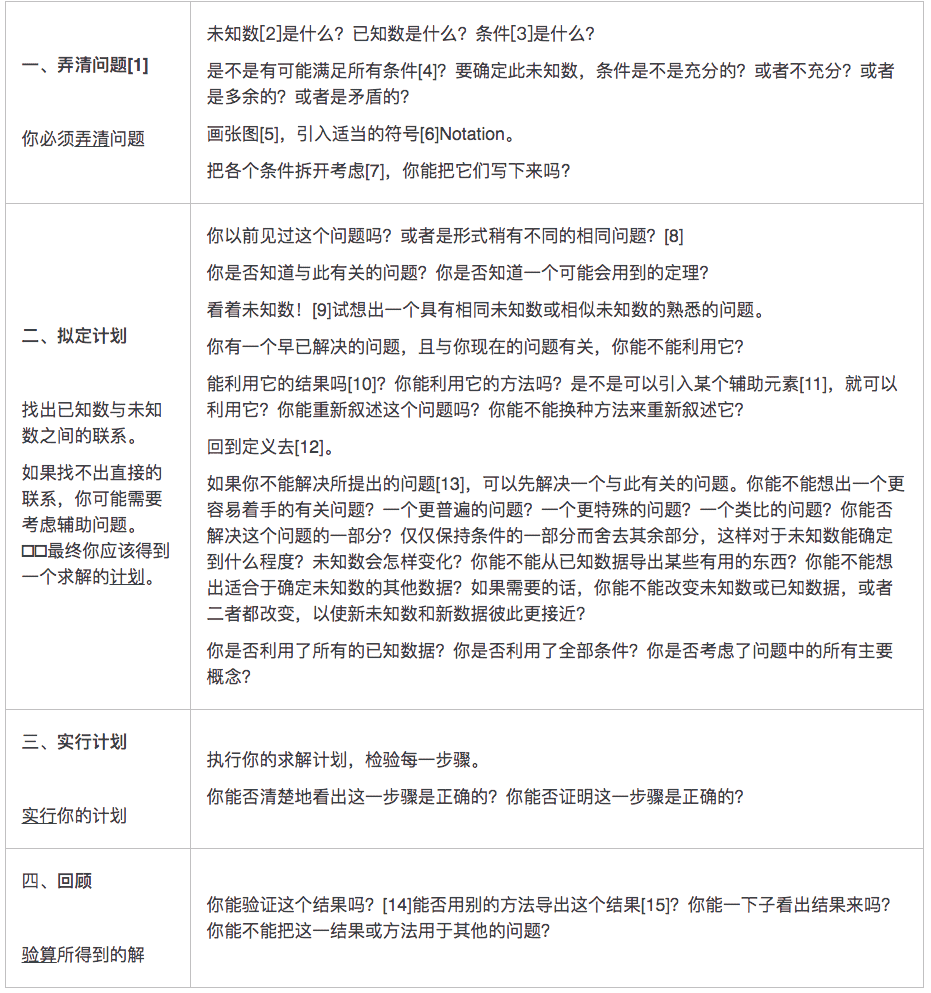 一、弄清问题[1]
你必须弄清问题
未知数[2]是什么？已知数是什么？条件[3]是什么？
是不是有可能满足所有条件[4]？要确定此未知数，条件是不是充分的？或者不充分？或者
是多余的？或者是矛盾的？
画张图[5]，引入适当的符号[6]Notation。
把各个条件拆开考虑[7]，你能把它们写下来吗？
二、拟定计划
找出已知数与未知
数之间的联系。
如果找不出直接的
联系，你可能需要
考虑辅助问题。
□□最终你应该得到
一个求解的计划。
你以前见过这个问题吗？或者是形式稍有不同的相同问题？[8]
你是否知道与此有关的问题？你是否知道一个可能会用到的定理？
看着未知数！[9]试想出一个具有相同未知数或相似未知数的熟悉的问题。
你有一个早已解决的问题，且与你现在的问题有关，你能不能利用它？
能利用它的结果吗[10]？你能利用它的方法吗？是不是可以引入某个辅助元素[11]，就可以
利用它？你能重新叙述这个问题吗？你能不能换种方法来重新叙述它？
回到定义去[12]。
如果你不能解决所提出的问题[13]，可以先解决一个与此有关的问题。你能不能想出一个更
容易着手的有关问题？一个更普遍的问题？一个更特殊的问题？一个类比的问题？你能否
解决这个问题的一部分？仅仅保持条件的一部分而舍去其余部分，这样对于未知数能确定
到什么程度？未知数会怎样变化？你能不能从已知数据导出某些有用的东西？你能不能想
出适合于确定未知数的其他数据？如果需要的话，你能不能改变未知数或已知数据，或者
二者都改变，以使新未知数和新数据彼此更接近？
你是否利用了所有的已知数据？你是否利用了全部条件？你是否考虑了问题中的所有主要
概念？
三、实行计划
实行你的计划
执行你的求解计划，检验每一步骤。
你能否清楚地看出这一步骤是正确的？你能否证明这一步骤是正确的？
四、回顾
验算所得到的解
你能验证这个结果吗？[14]能否用别的方法导出这个结果[15]？你能一下子看出结果来吗？
你能不能把这一结果或方法用于其他的问题？